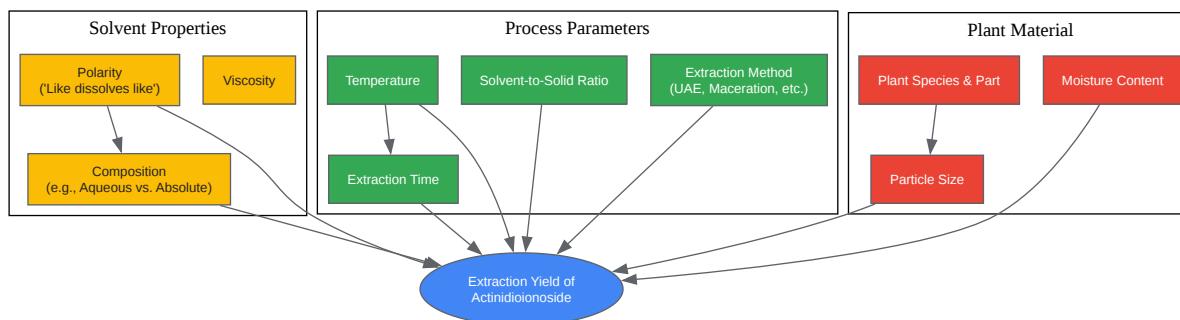 Solvent Properties
Process Parameters
Plant Material
Polarity
('Like dissolves like')
Viscosity
Temperature
Solvent-to-Solid Ratio
Extraction Method
(UAE, Maceration, etc.)
Plant Species & Part
Moisture Content
Composition
(e.g., Aqueous vs. Absolute)
Extraction Time
Particle Size
Extraction Yield of
Actinidioionoside